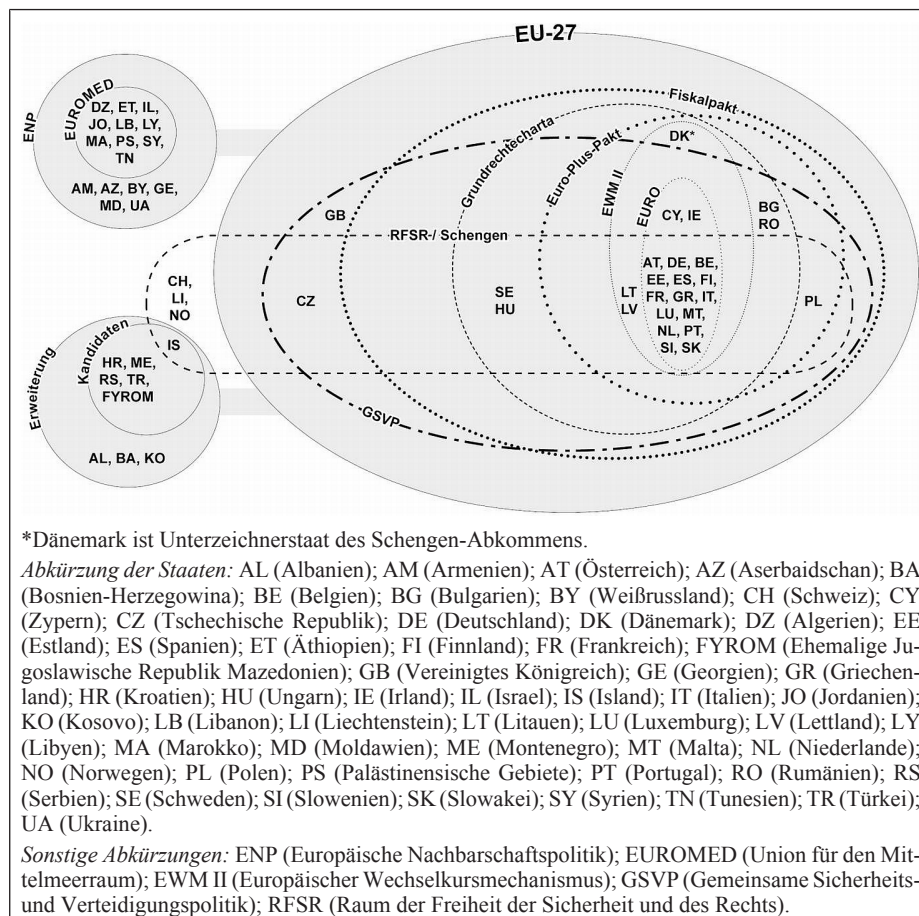 EU-27
ENP
EUROMED
DZ, ET, IL,
JO, LB, LY,
MA, PS, SY,
TN
AM, AZ, BY, GE,
MD, UA
Fiskalpakt
Grundrechtecharta
Euro-Plus-Pakt
EWM II
EURO
DK*
GB
CY, IE
BG
RO
RFSR / Schengen
CH,
LI,
NO
IS
CZ
SE
HU
LT
LV
AT, DE, BE,
EE, ES, FI,
FR, GR, IT,
LU, MT,
NL, PT,
SI, SK
PL
GSVP
Erweiterung
Kandidaten
HR, ME,
RS, TR,
FYROM
AL, BA, KO
*Dänemark ist Unterzeichnerstaat des Schengen-Abkommens.
Abkürzung der Staaten: AL (Albanien); AM (Armenien); AT (Österreich); AZ (Aserbaidschan); BA
(Bosnien-Herzegowina); BE (Belgien); BG (Bulgarien); BY (Weißrussland); CH (Schweiz); CY
(Zypern); CZ (Tschechische Republik); DE (Deutschland); DK (Dänemark); DZ (Algerien); EE
(Estland); ES (Spanien); ET (Äthiopien); FI (Finnland); FR (Frankreich); FYROM (Ehemalige Ju-
goslawische Republik Mazedonien); GB (Vereinigtes Königreich); GE (Georgien); GR (Griechen-
land); HR (Kroatien); HU (Ungarn); IE (Irland); IL (Israel); IS (Island); IT (Italien); JO (Jordanien);
KO (Kosovo); LB (Libanon); LI (Liechtenstein); LT (Litauen); LU (Luxemburg); LV (Lettland); LY
(Libyen); MA (Marokko); MD (Moldawien); ME (Montenegro); MT (Malta); NL (Niederlande);
NO (Norwegen); PL (Polen); PS (Palästinensische Gebiete); PT (Portugal); RO (Rumänien); RS
(Serbien); SE (Schweden); SI (Slowenien); SK (Slowakei); SY (Syrien); TN (Tunesien); TR (Türkei);
UA (Ukraine).
Sonstige Abkürzungen: ENP (Europäische Nachbarschaftspolitik); EUROMED (Union für den Mit-
telmeerraum); EWM II (Europäischer Wechselkursmechanismus); GSVP (Gemeinsame Sicherheits-
und Verteidigungspolitik); RFSR (Raum der Freiheit der Sicherheit und des Rechts).